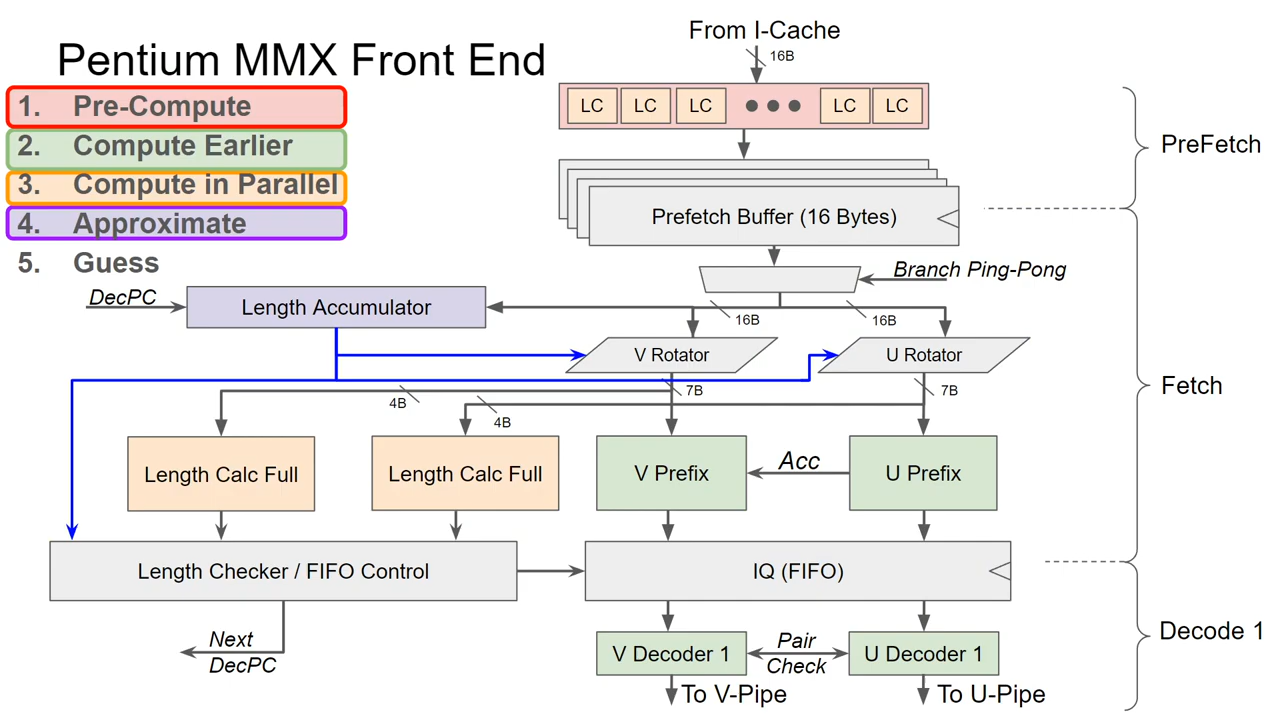 Pentium MMX Front End
1. Pre-Compute
2. Compute Earlier
3. Compute in Parallel
4. Approximate
5. Guess
From I-Cache
16B
LC LC LC LC LC
PreFetch
Prefetch Buffer (16 Bytes)
Branch Ping-Pong
DecPC
Length Accumulator
16B
16B
V Rotator
U Rotator
Fetch
4B
7B
7B
4B
Length Calc Full
Length Calc Full
V Prefix
Acc
U Prefix
Length Checker / FIFO Control
IQ (FIFO)
Next
DecPC
V Decoder 1
Pair
Check
U Decoder 1
Decode 1
To V-Pipe
To U-Pipe